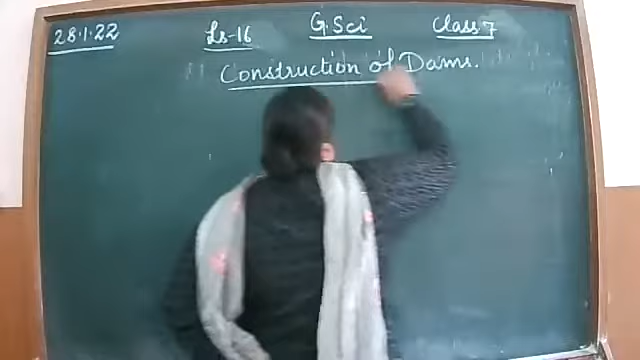 28.1.22 Ls-16 G.Sci Class 7
Construction of Dams.